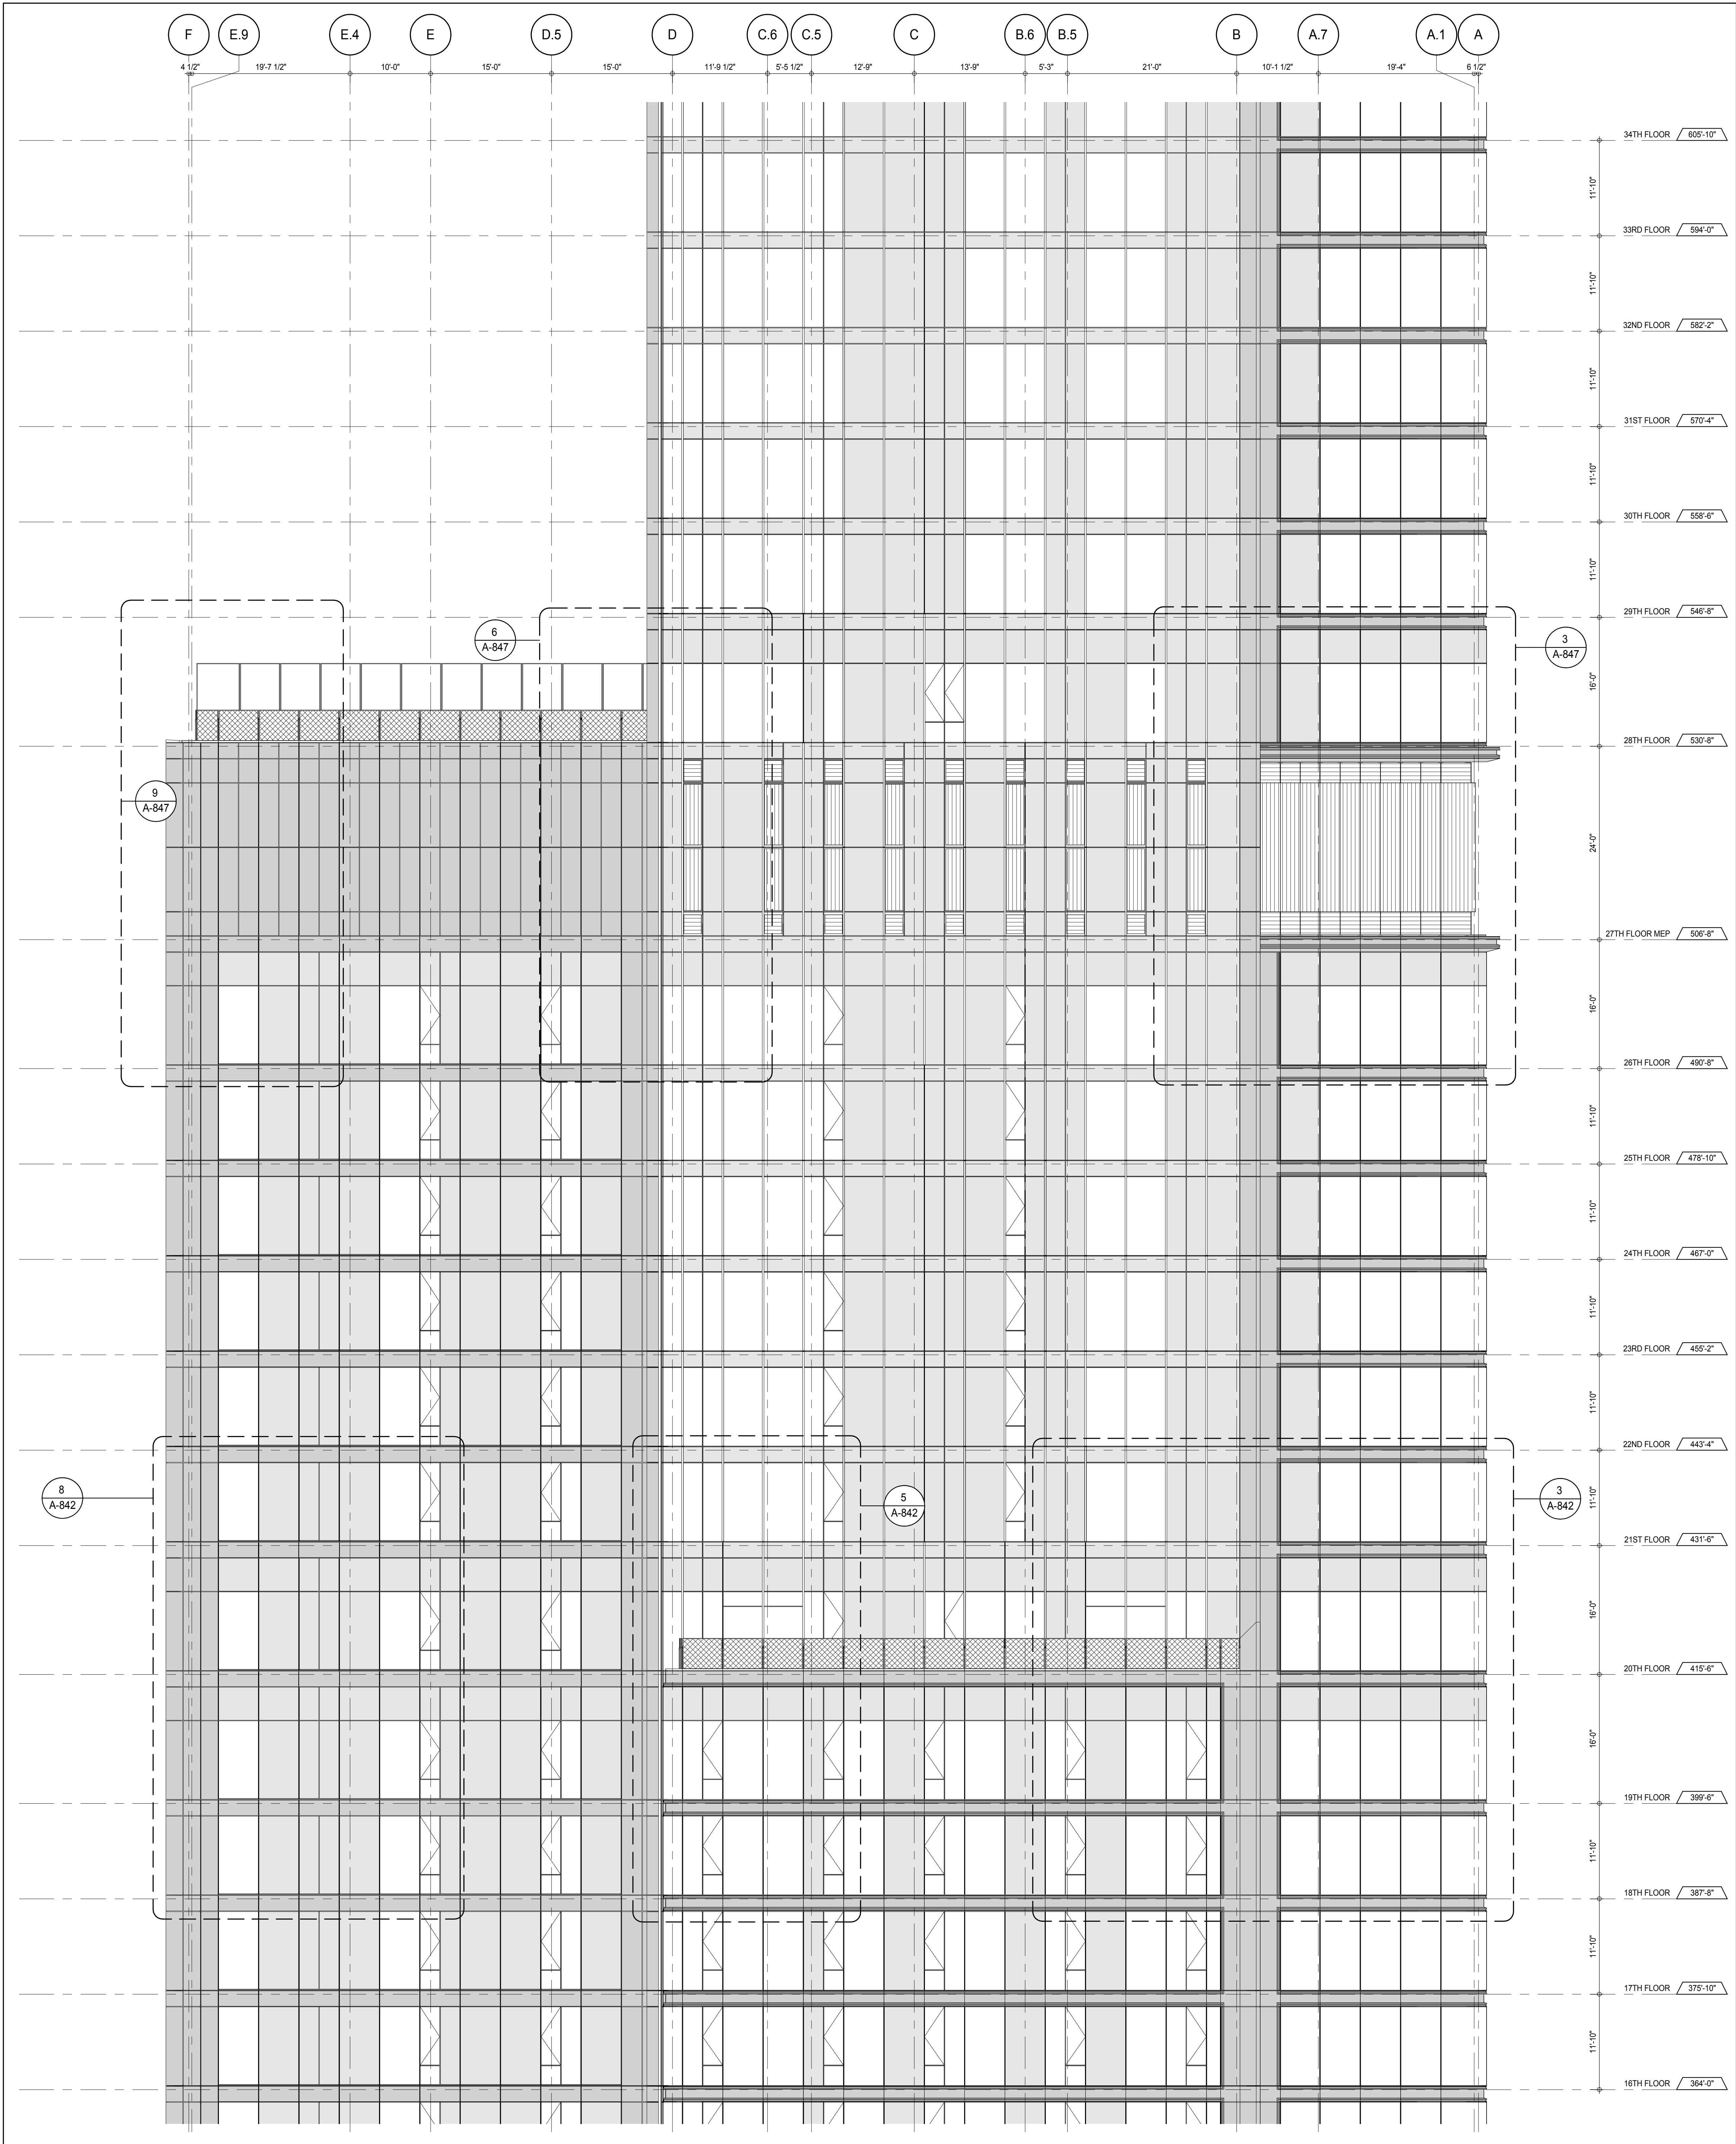 F E.9 E.4 E D.5 D C.6 C.5 C B.6 B.5 B A.7 A.1 A
4 1/2" 19'-7 1/2" 10'-0" 15'-0" 15'-0" 11'-9 1/2" 5'-5 1/2" 12'-9" 13'-9" 5'-3" 21'-0" 10'-1 1/2" 19'-4" 6 1/2"
34TH FLOOR 605'-10"
11'-10"
33RD FLOOR 594'-0"
11'-10"
32ND FLOOR 582'-2"
11'-10"
31ST FLOOR 570'-4"
11'-10"
30TH FLOOR 558'-6"
11'-10"
29TH FLOOR 546'-8"
6
A-847
3
A-847
16'-0"
28TH FLOOR 530'-8"
9
A-847
24'-0"
27TH FLOOR MEP 506'-8"
16'-0"
26TH FLOOR 490'-8"
11'-10"
25TH FLOOR 478'-10"
11'-10"
24TH FLOOR 467'-0"
11'-10"
23RD FLOOR 455'-2"
11'-10"
22ND FLOOR 443'-4"
8
A-842
5
A-842
3
A-842
11'-10"
21ST FLOOR 431'-6"
16'-0"
20TH FLOOR 415'-6"
16'-0"
19TH FLOOR 399'-6"
11'-10"
18TH FLOOR 387'-8"
11'-10"
17TH FLOOR 375'-10"
11'-10"
16TH FLOOR 364'-0"